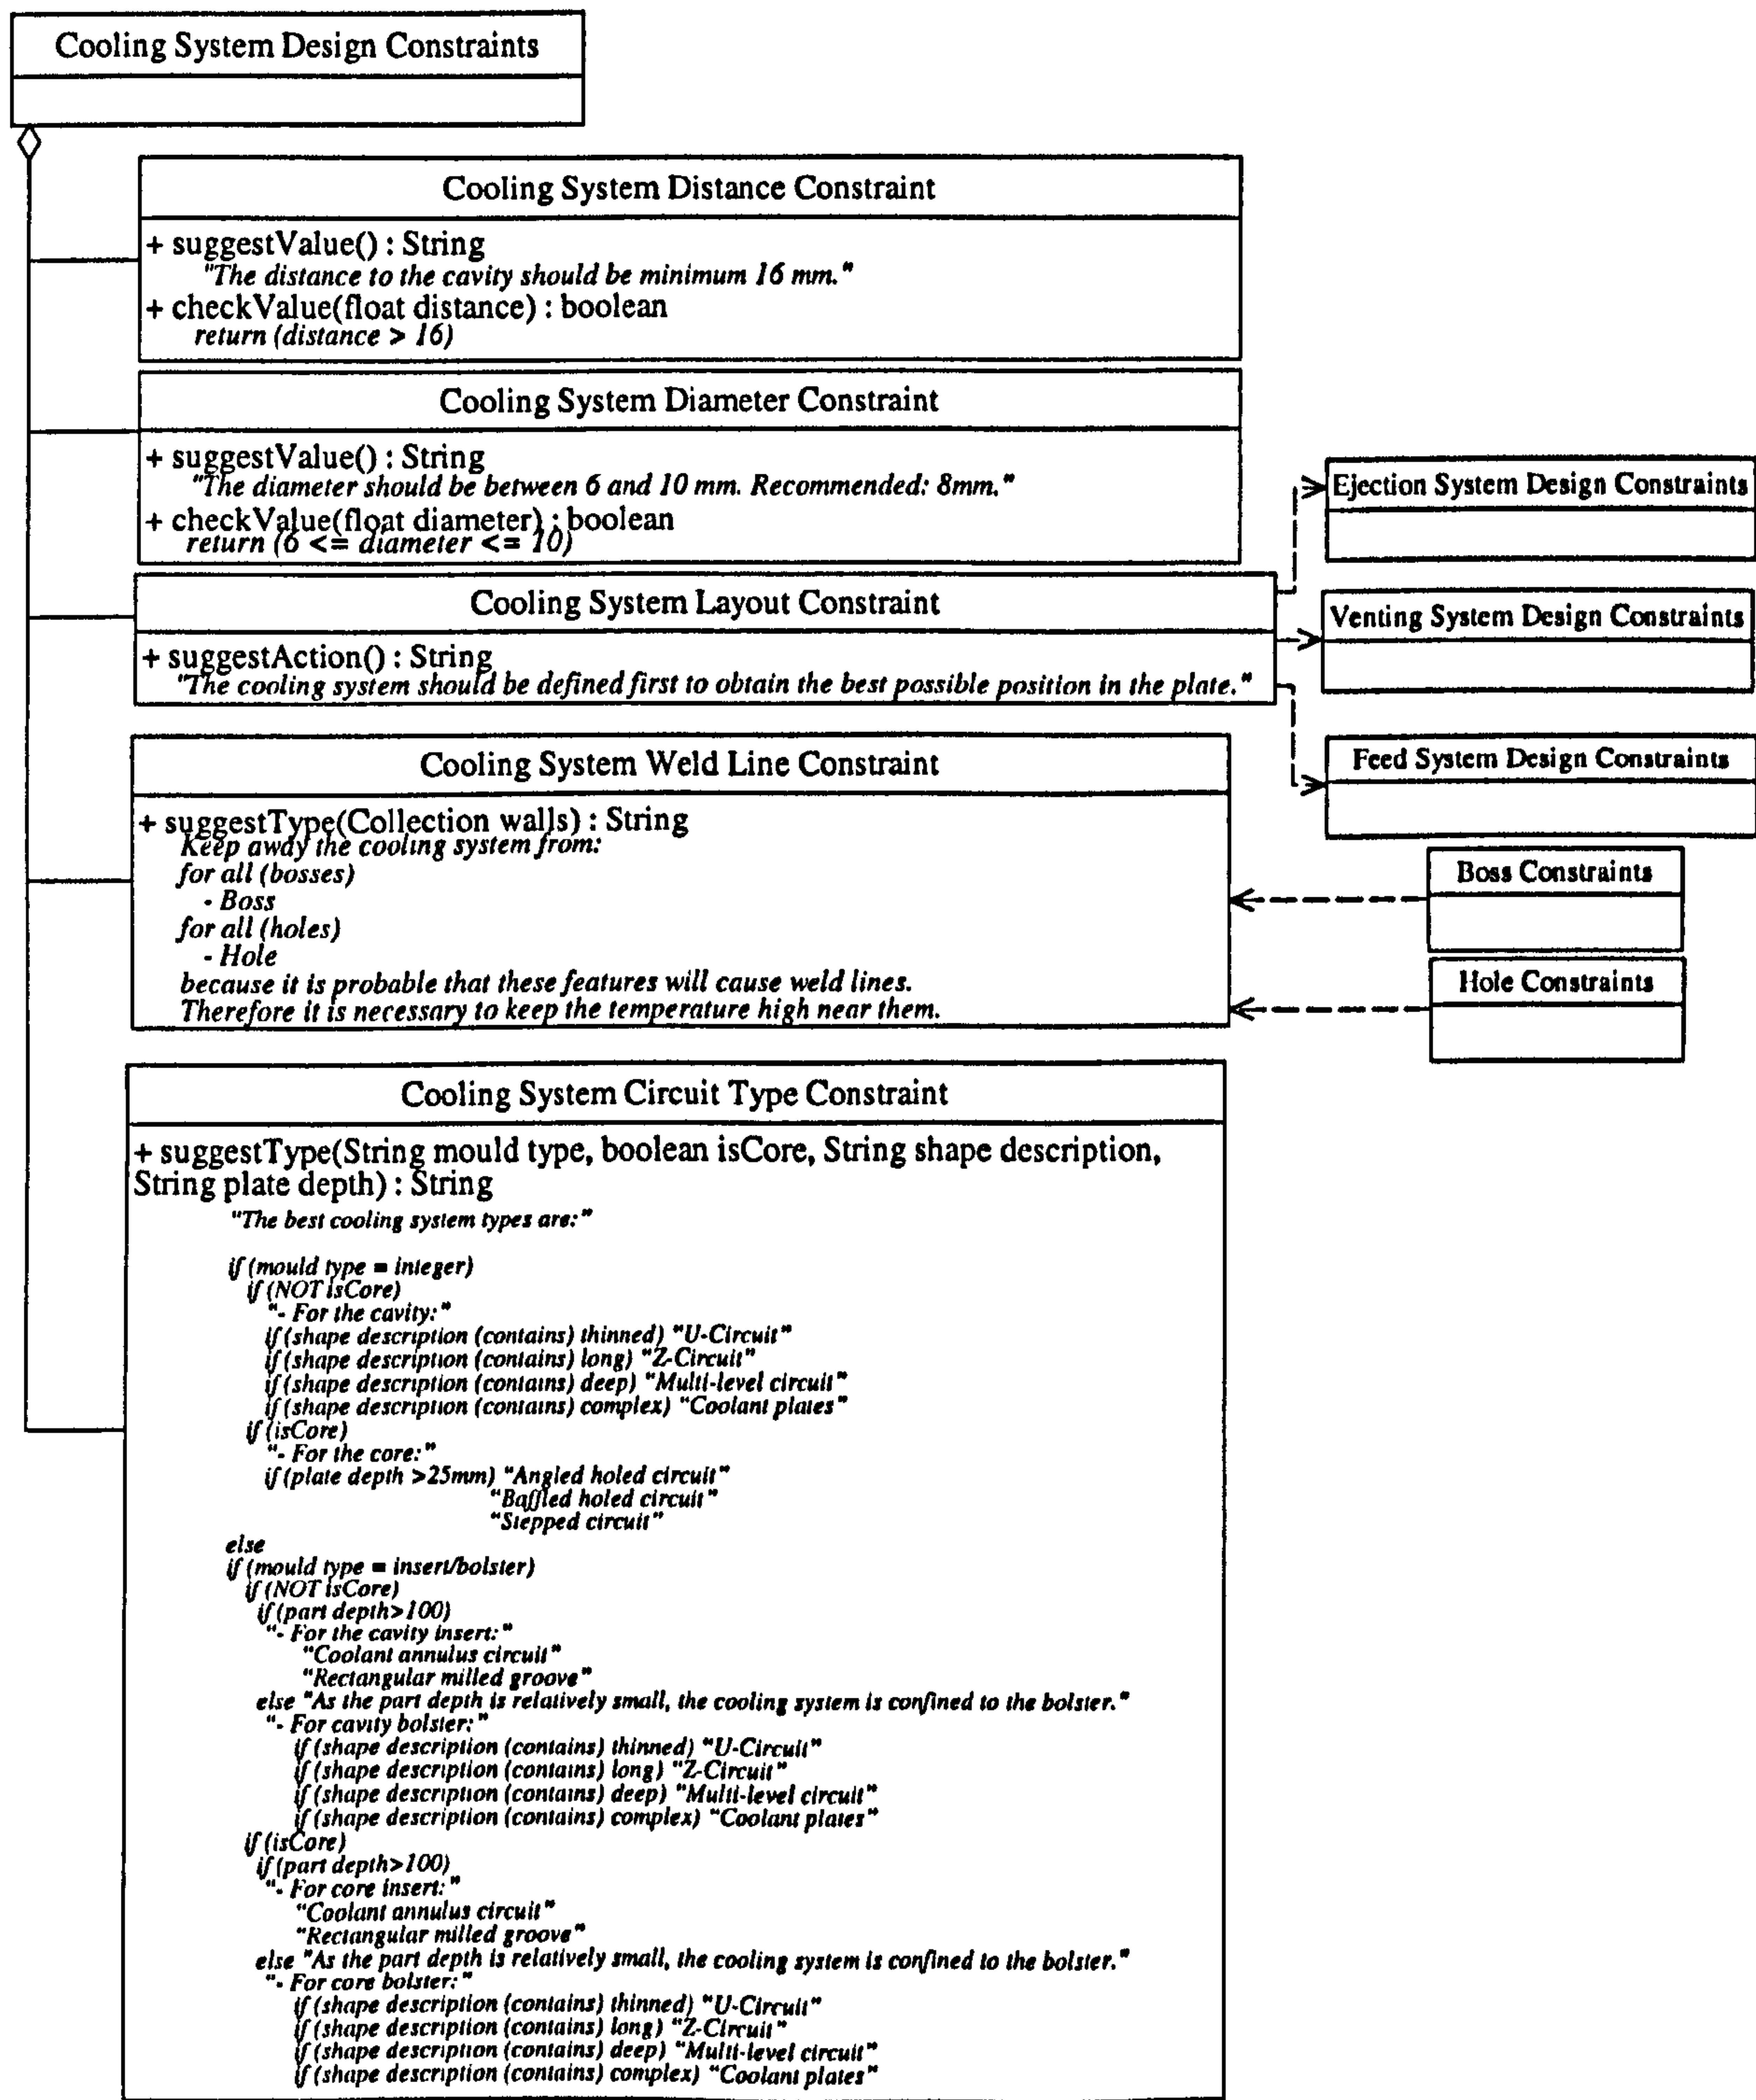 Cooling System Design Constraints
Cooling System Distance Constraint
+ suggestValue() : String
"The distance to the cavity should be minimum 16 mm."
+ checkValue(float distance) : boolean
return (distance > 16)
Cooling System Diameter Constraint
+ suggestValue() : String
"The diameter should be between 6 and 10 mm. Recommended: 8mm."
+ checkValue(float diameter) : boolean
return (6 <= diameter <= 10)
Ejection System Design Constraints
Cooling System Layout Constraint
+ suggestAction() : String
"The cooling system should be defined first to obtain the best possible position in the plate."
Venting System Design Constraints
Feed System Design Constraints
Cooling System Weld Line Constraint
+ suggestType(Collection walls) : String
Keep away the cooling system from:
for all (bosses)
- Boss
for all (holes)
- Hole
because it is probable that these features will cause weld lines.
Therefore it is necessary to keep the temperature high near them.
Boss Constraints
Hole Constraints
Cooling System Circuit Type Constraint
+ suggestType(String mould type, boolean isCore, String shape description,
String plate depth) : String
"The best cooling system types are:"
if (mould type = integer)
if (NOT isCore)
"- For the cavity:"
if (shape description (contains) thinned) "U-Circuit"
if (shape description (contains) long) "Z-Circuit"
if (shape description (contains) deep) "Multi-level circuit"
if (shape description (contains) complex) "Coolant plates"
if (isCore)
"- For the core:"
if (plate depth >25mm) "Angled holed circuit"
"Baffled holed circuit"
"Stepped circuit"
else
if (mould type = insert/bolster)
if (NOT isCore)
if (part depth>100)
"- For the cavity insert:"
"Coolant annulus circuit"
"Rectangular milled groove"
else "As the part depth is relatively small, the cooling system is confined to the bolster."
"- For cavity bolster:"
if (shape description (contains) thinned) "U-Circuit"
if (shape description (contains) long) "Z-Circuit"
if (shape description (contains) deep) "Multi-level circuit"
if (shape description (contains) complex) "Coolant plates"
if (isCore)
if (part depth>100)
"- For core insert:"
"Coolant annulus circuit"
"Rectangular milled groove"
else "As the part depth is relatively small, the cooling system is confined to the bolster."
"- For core bolster:"
if (shape description (contains) thinned) "U-Circuit"
if (shape description (contains) long) "Z-Circuit"
if (shape description (contains) deep) "Multi-level circuit"
if (shape description (contains) complex) "Coolant plates"